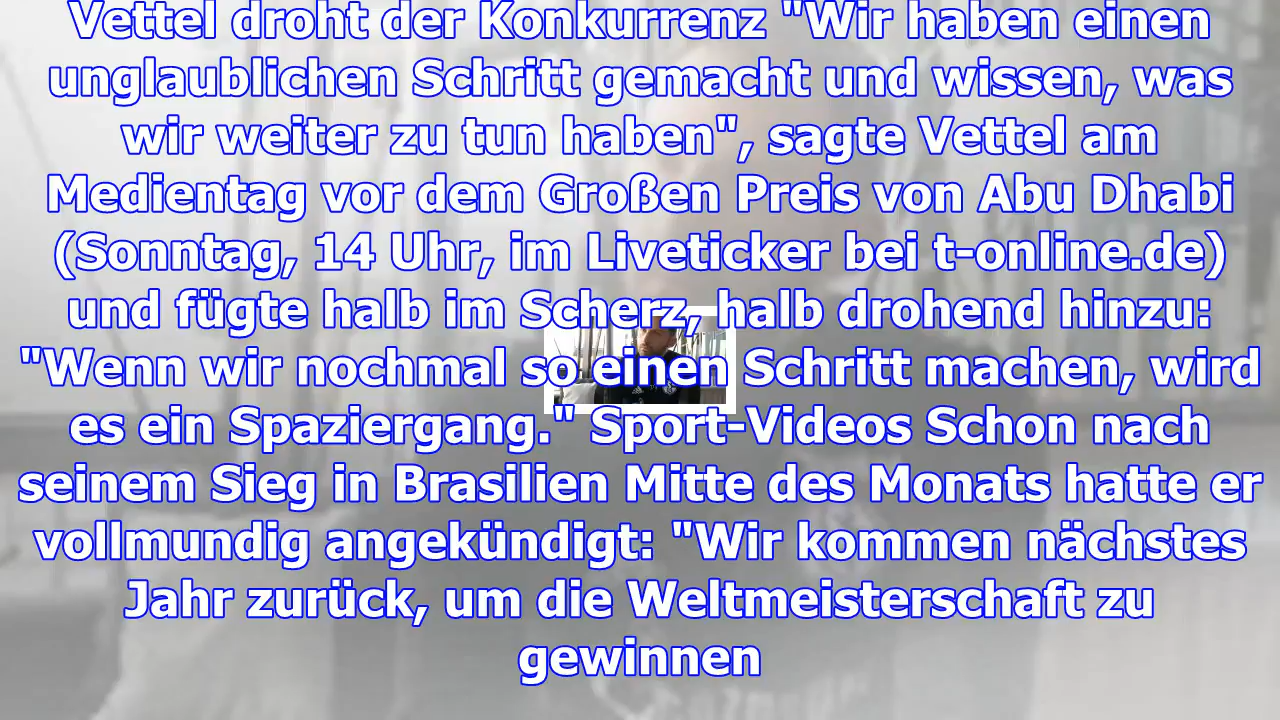 Vettel droht der Konkurrenz "Wir haben einen
unglaublichen Schritt gemacht und wissen, was
wir weiter zu tun haben", sagte Vettel am
Medientag vor dem Großen Preis von Abu Dhabi
(Sonntag, 14 Uhr, im Liveticker bei t-online.de)
und fügte halb im Scherz, halb drohend hinzu:
"Wenn wir nochmal so einen Schritt machen, wird
es ein Spaziergang." Sport-Videos Schon nach
seinem Sieg in Brasilien Mitte des Monats hatte er
vollmundig angekündigt: "Wir kommen nächstes
Jahr zurück, um die Weltmeisterschaft zu
gewinnen